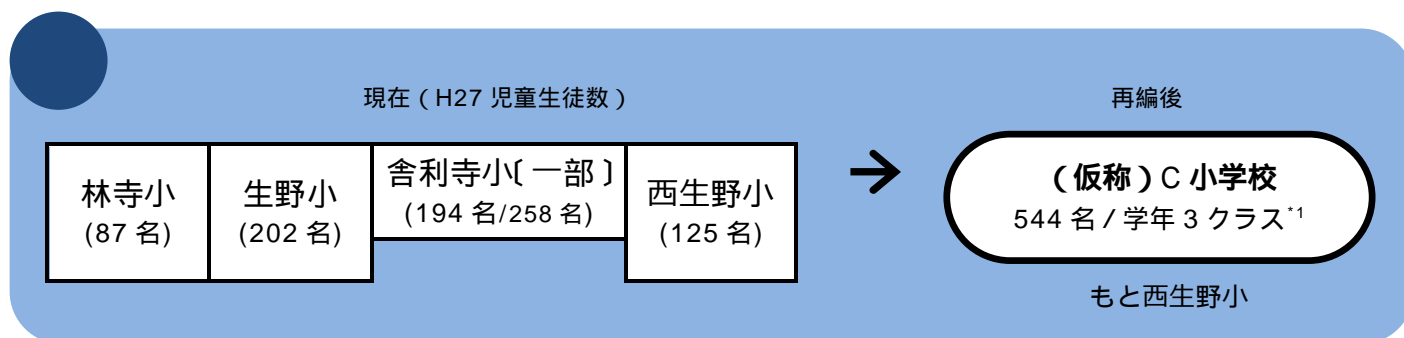 現在（H27 児童生徒数）
再編後
林寺小
(87 名)
生野小
(202 名)
舎利寺小〔一部〕
(194 名/258 名)
西生野小
(125 名)
→
（仮称）C 小学校
544 名 / 学年 3 クラス*1
もと西生野小